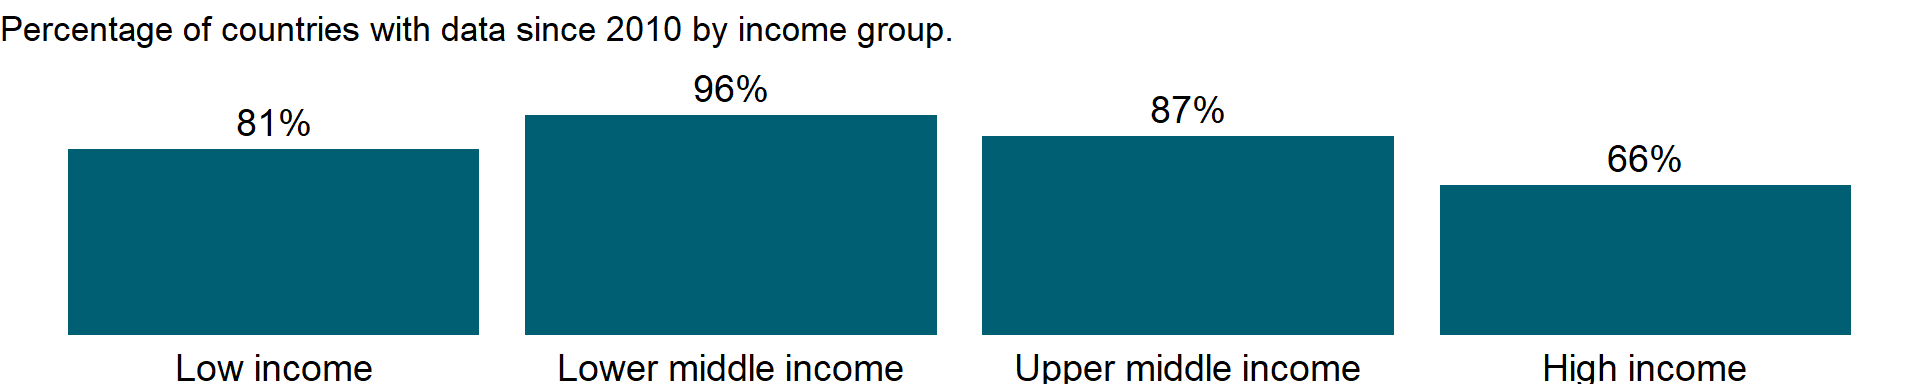 Percentage of countries with data since 2010 by income group.
81%
96%
87%
66%
Low income
Lower middle income
Upper middle income
High income